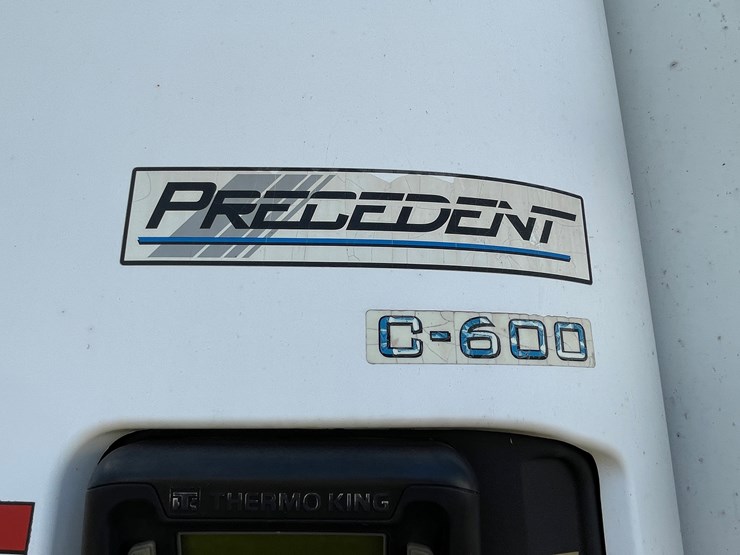 PRECEDENT
C-600
THERMO KING